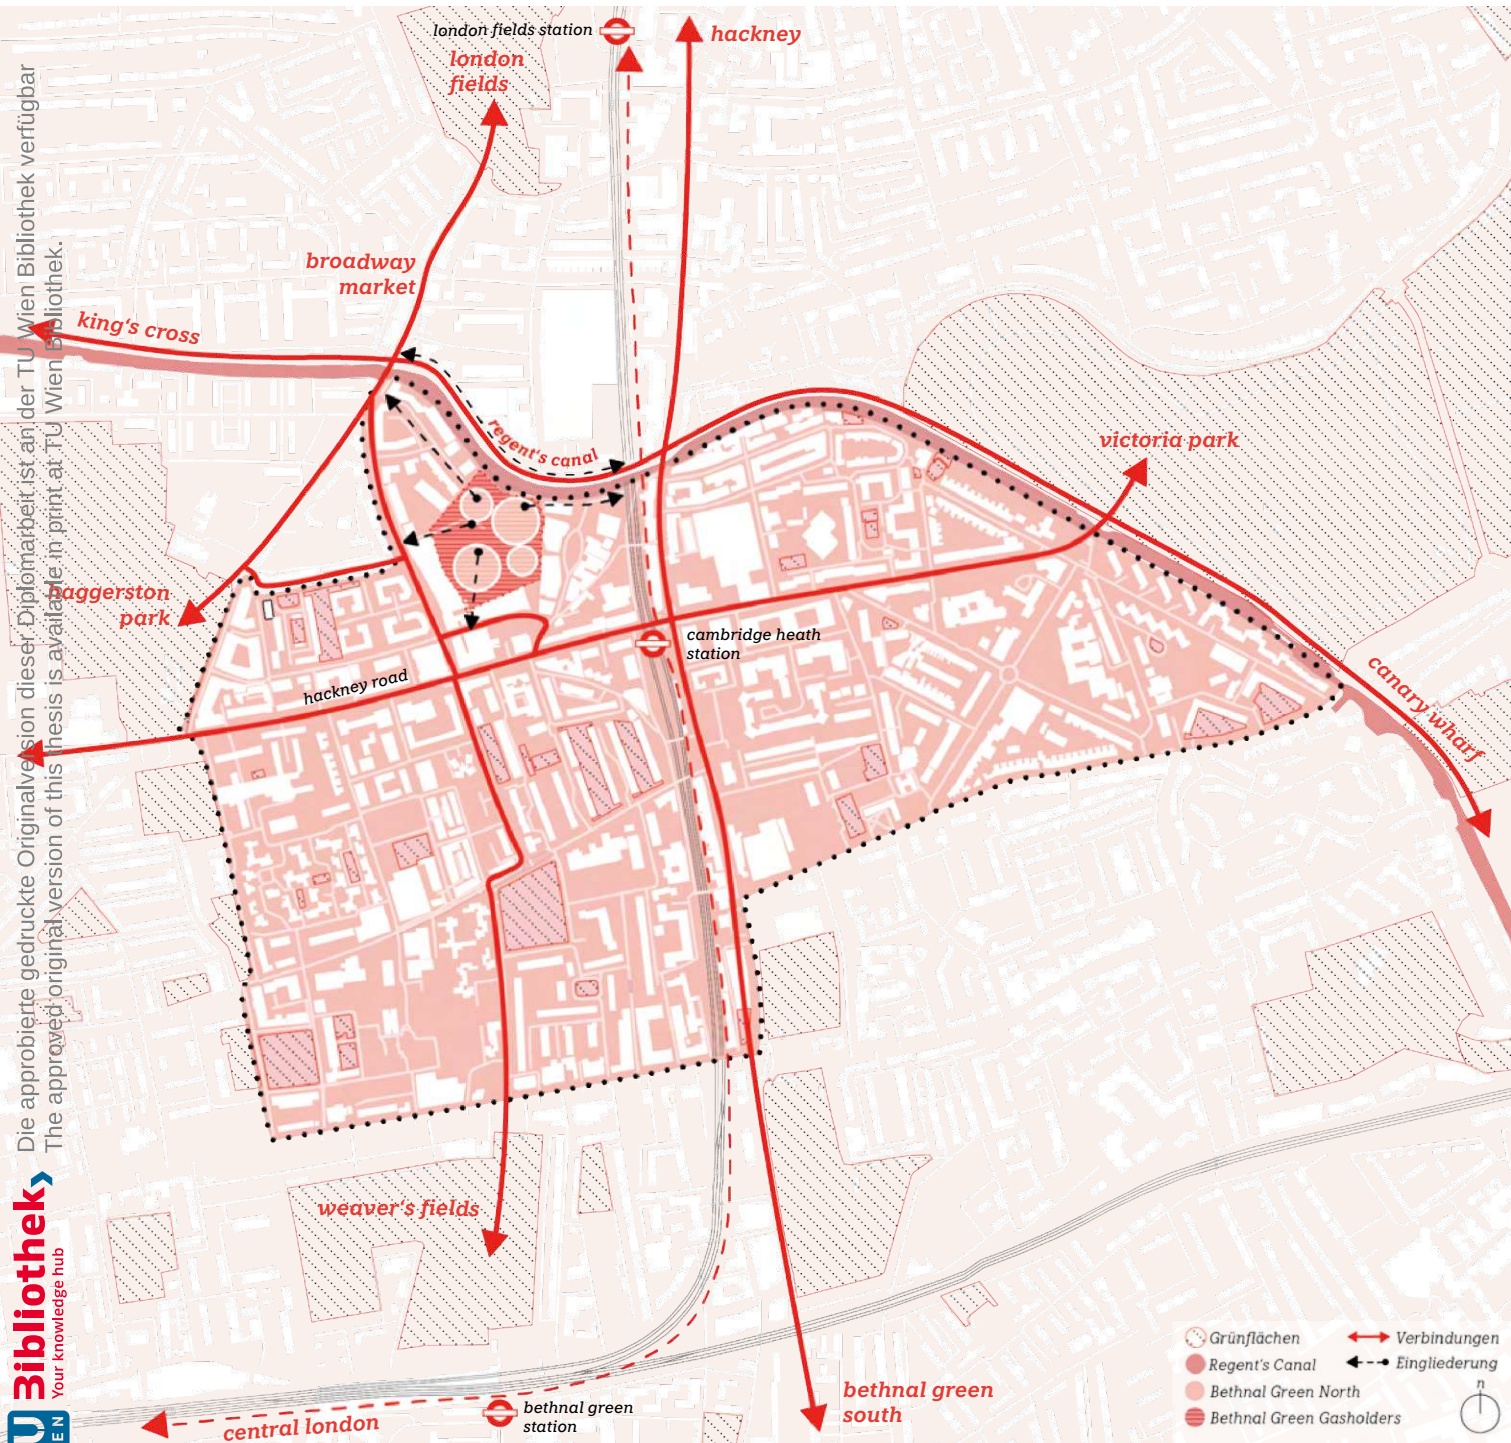 london fields station
hackney
london
fields
broadway
market
king's cross
regent's canal
victoria park
haggerston
park
cambridge heath
station
hackney road
canary wharf
weaver's fields
bethnal green
south
bethnal green
station
central london
Grünflächen
Regent's Canal
Bethnal Green North
Bethnal Green Gasholders
Verbindungen
Eingliederung
n
Die approbierte gedruckte Originalversion dieser Diplomarbeit ist an der TU Wien Bibliothek verfügbar
The approved original version of this thesis is available in print at TU Wien Bibliothek.
Bibliothek
Your knowledge hub